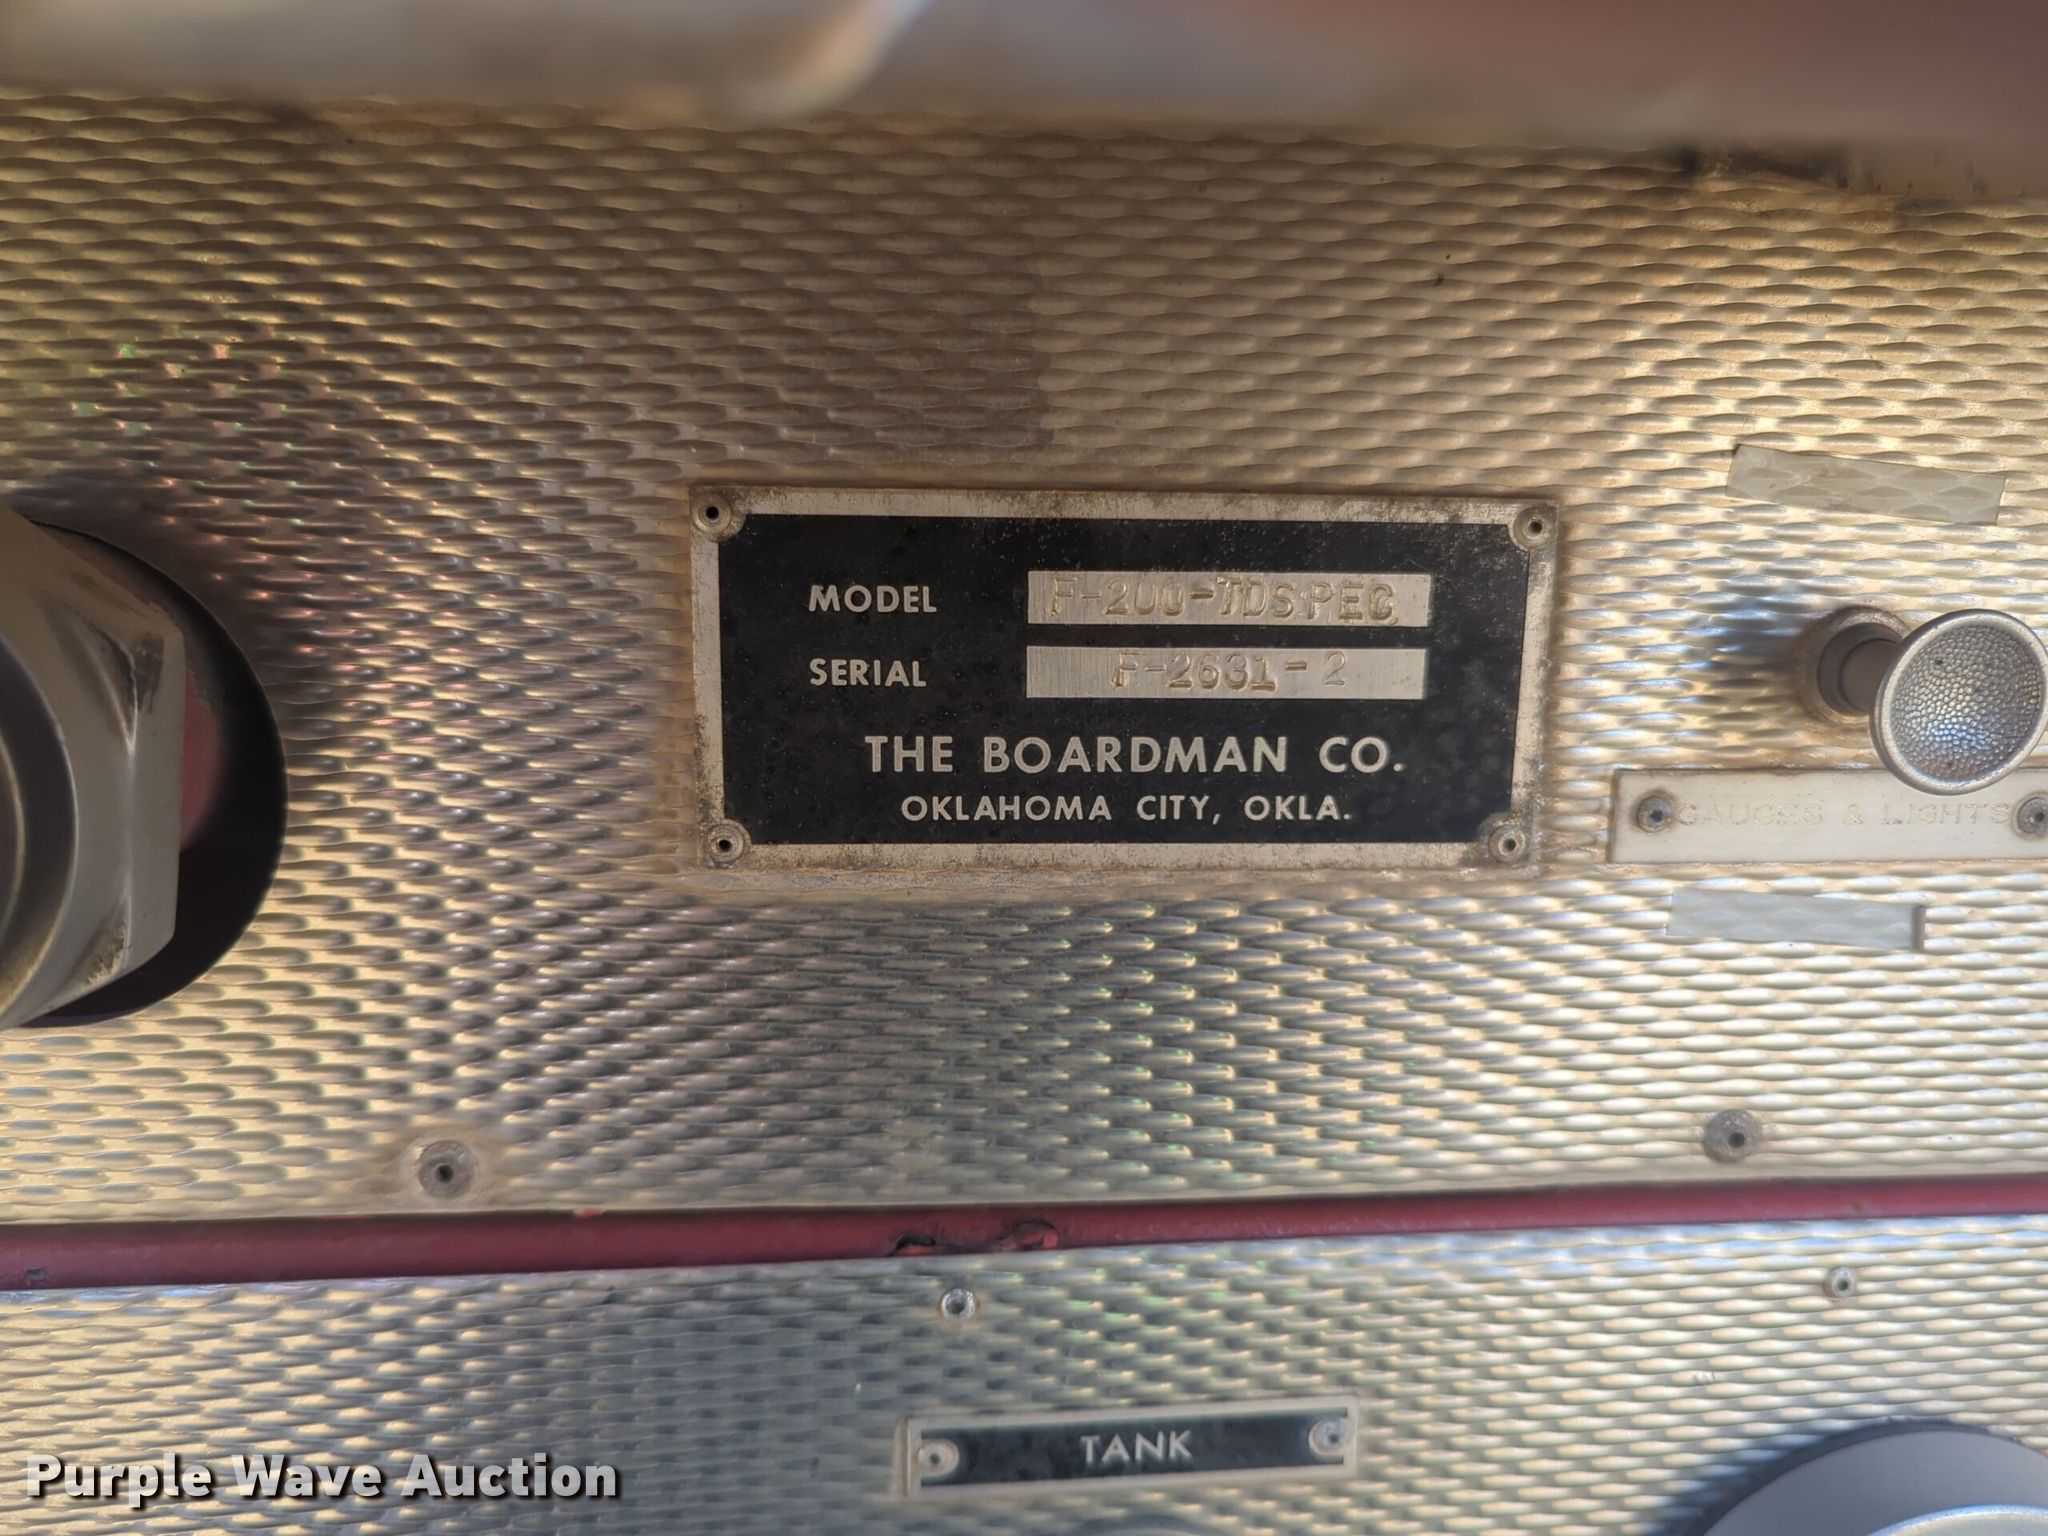 MODEL F-200-TDSPEC
SERIAL F-2631-2
THE BOARDMAN CO.
OKLAHOMA CITY, OKLA.
GAUGES & LIGHTS
TANK
Purple Wave Auction